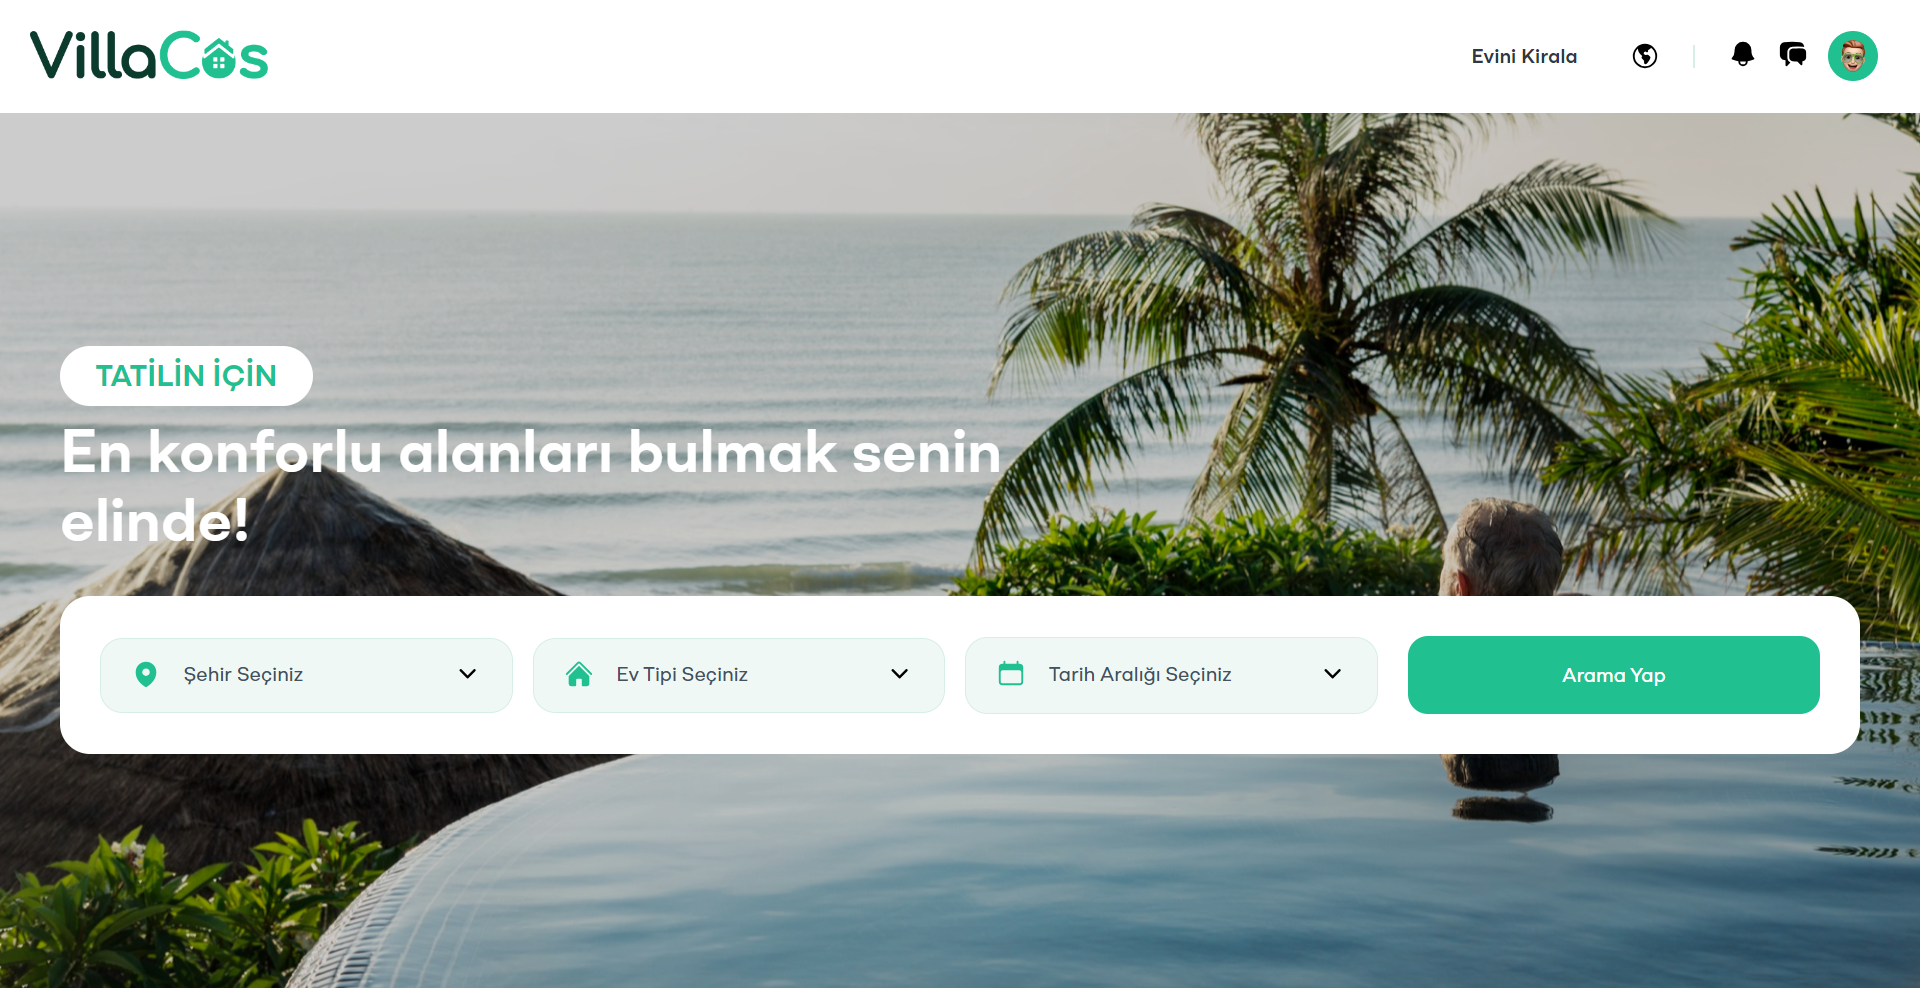 VillaCos
Evini Kirala
TATİLİN İÇİN
En konforlu alanları bulmak senin
elinde!
Şehir Seçiniz
Ev Tipi Seçiniz
Tarih Aralığı Seçiniz
Arama Yap